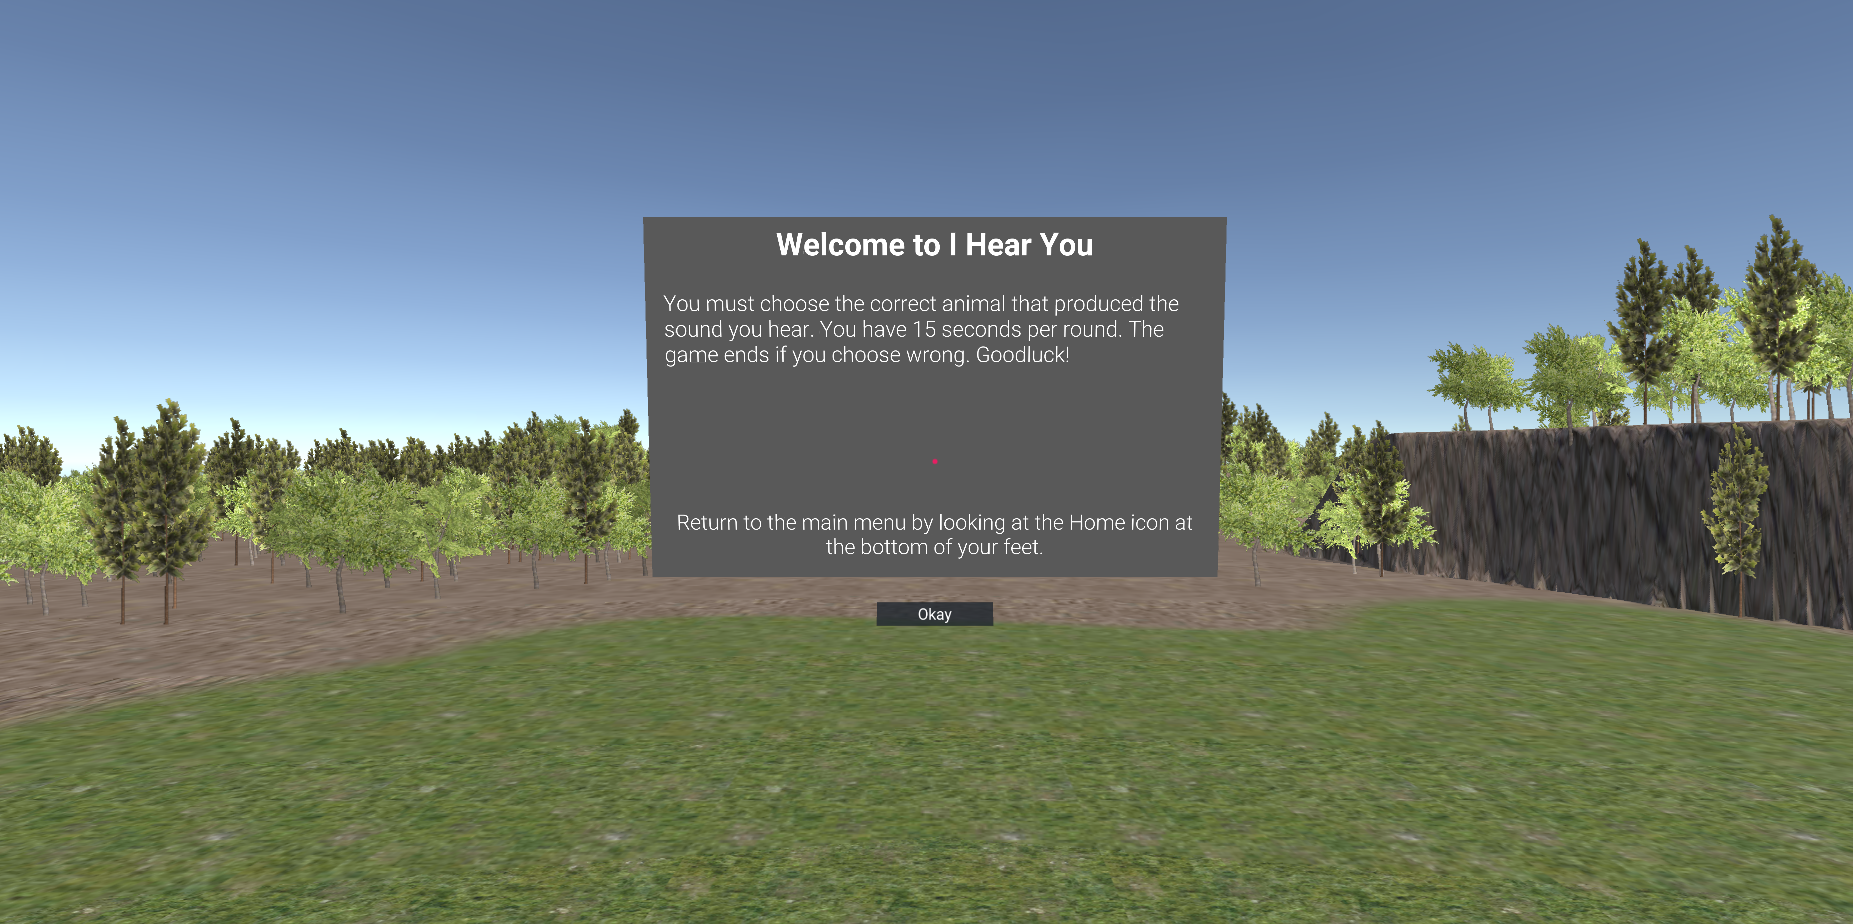 Welcome to I Hear You
You must choose the correct animal that produced the
sound you hear. You have 15 seconds per round. The
game ends if you choose wrong. Goodluck!
Return to the main menu by looking at the Home icon at
the bottom of your feet.
Okay